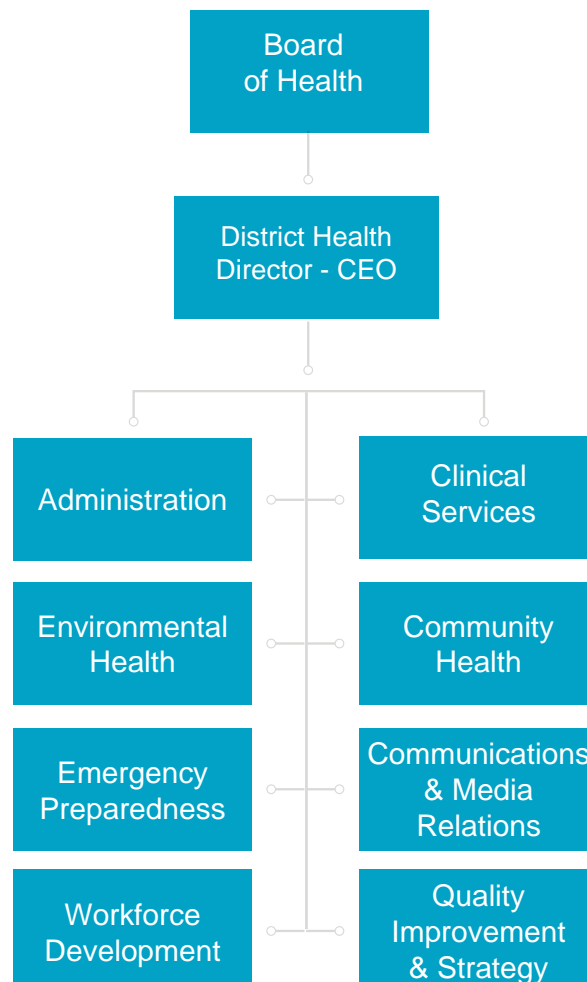 Board
of Health
District Health
Director - CEO
Administration
Clinical
Services
Environmental
Health
Community
Health
Emergency
Preparedness
Communications
& Media
Relations
Workforce
Development
Quality
Improvement
& Strategy